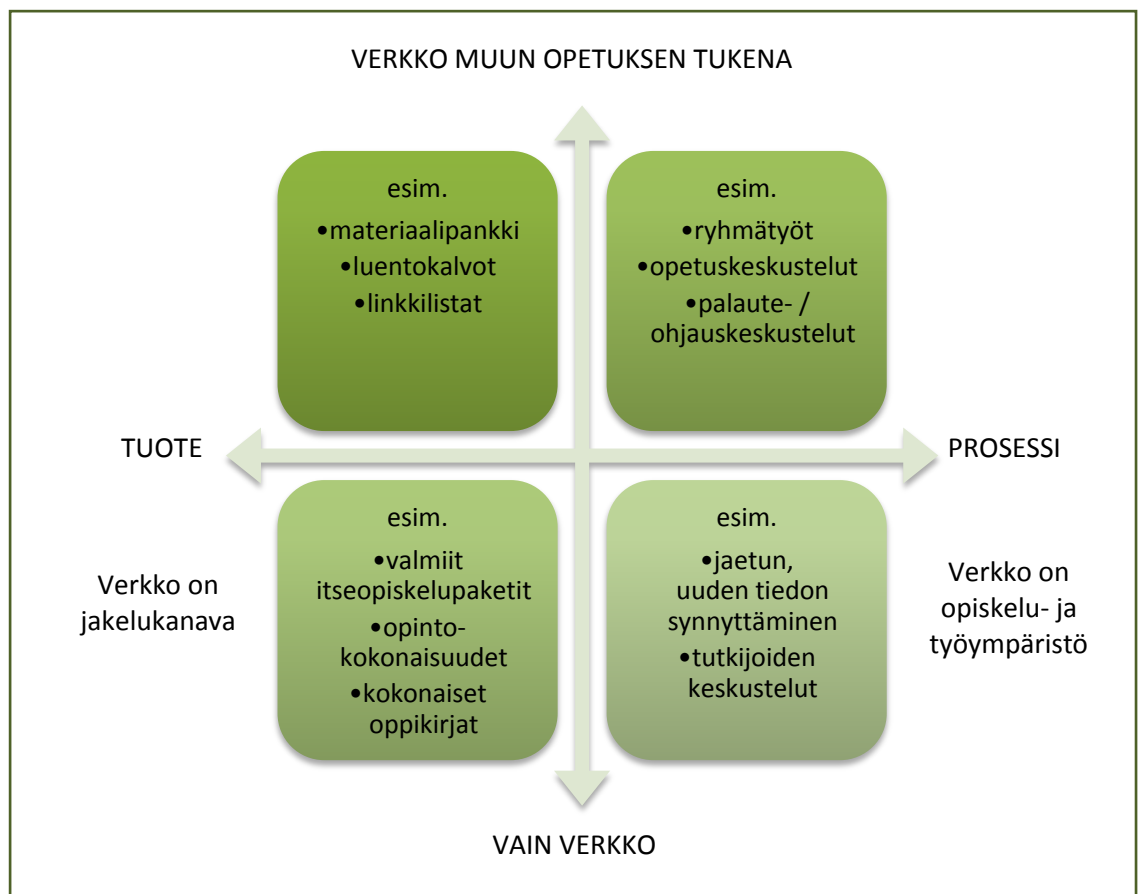 VERKKO MUUN OPETUKSEN TUKENA
esim.
•materiaalipankki
•luentokalvot
•linkkilistat
esim.
•ryhmätyöt
•opetuskeskustelut
•palaute- /
ohjauskeskustelut
TUOTE
PROSESSI
Verkko on
jakelukanava
esim.
•valmiit
itseopiskelupaketit
•opinto-
kokonaisuudet
•kokonaiset
oppikirjat
esim.
•jaetun,
uuden tiedon
synnyttäminen
•tutkijoiden
keskustelut
Verkko on
opiskelu- ja
työympäristö
VAIN VERKKO